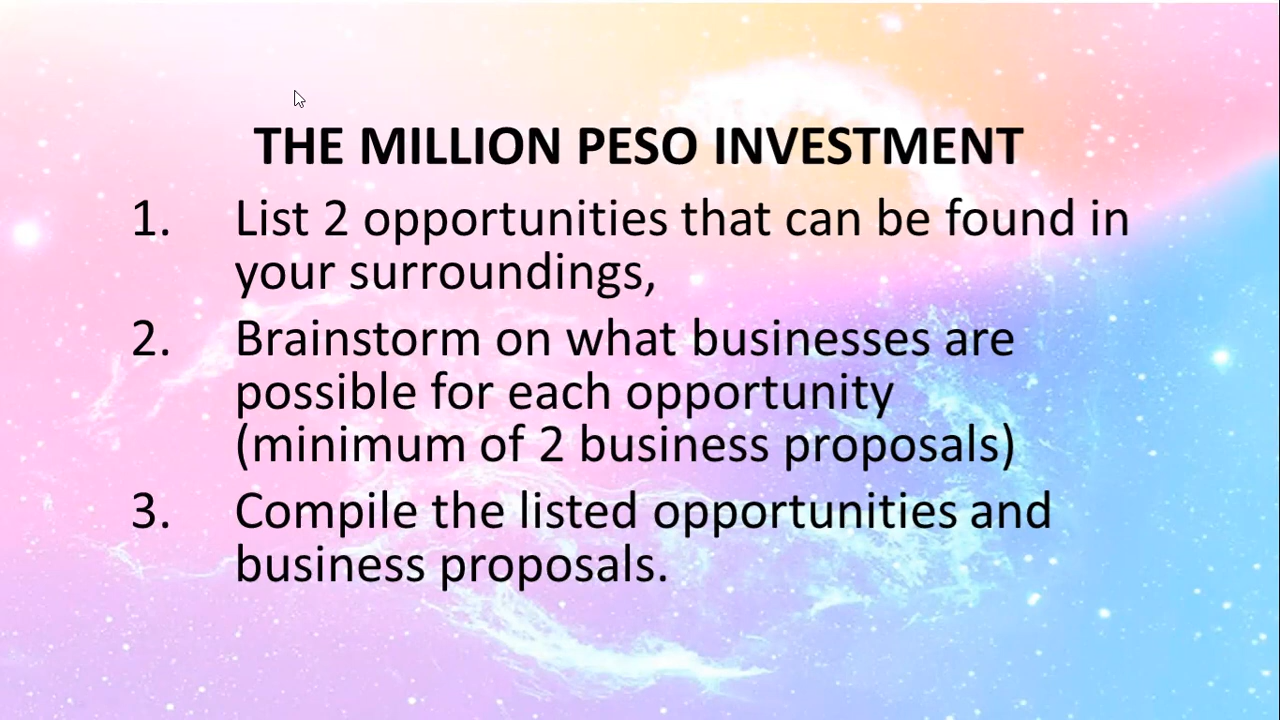 THE MILLION PESO INVESTMENT
1. List 2 opportunities that can be found in
your surroundings,
2. Brainstorm on what businesses are
possible for each opportunity
(minimum of 2 business proposals)
3. Compile the listed opportunities and
business proposals.